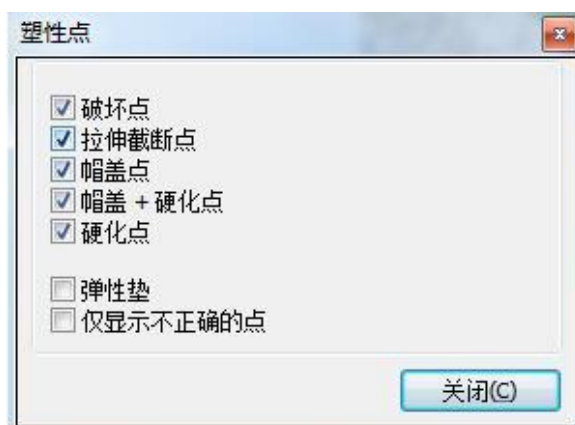 塑性点
破坏点
拉伸截断点
帽盖点
帽盖 + 硬化点
硬化点
弹性垫
仅显示不正确的点
关闭(C)